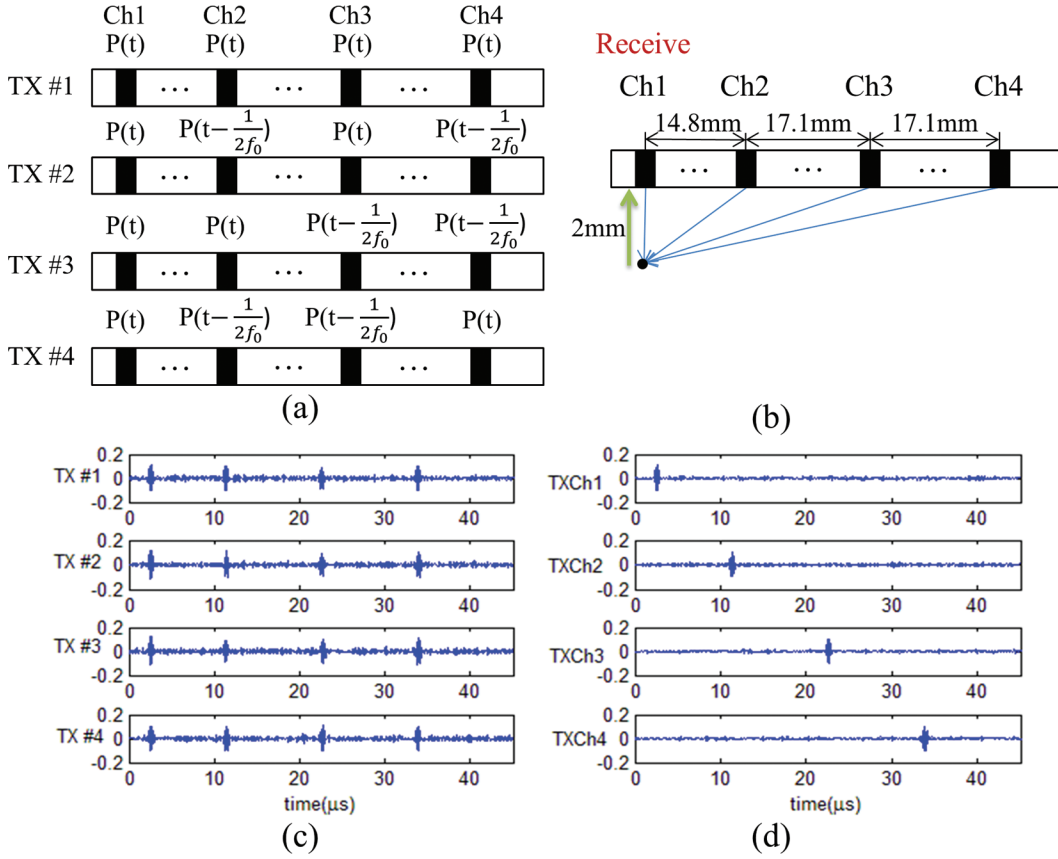 Ch1 Ch2 Ch3 Ch4
P(t) P(t) P(t) P(t)
TX #1
... ... ...
P(t) P(t− 1/2f₀) P(t) P(t− 1/2f₀)
TX #2
... ... ...
P(t) P(t) P(t− 1/2f₀) P(t− 1/2f₀)
TX #3
... ... ...
P(t) P(t− 1/2f₀) P(t− 1/2f₀) P(t)
TX #4
... ... ...
(a)
Receive
Ch1 Ch2 Ch3 Ch4
14.8mm 17.1mm 17.1mm
... ... ...
2mm
(b)
TX #1
0.2
0
-0.2
0 10 20 30 40
TX #2
0.2
0
-0.2
0 10 20 30 40
TX #3
0.2
0
-0.2
0 10 20 30 40
TX #4
0.2
0
-0.2
0 10 20 30 40
time(μs)
(c)
TXCh1
0.2
0
-0.2
0 10 20 30 40
TXCh2
0.2
0
-0.2
0 10 20 30 40
TXCh3
0.2
0
-0.2
0 10 20 30 40
TXCh4
0.2
0
-0.2
0 10 20 30 40
time(μs)
(d)